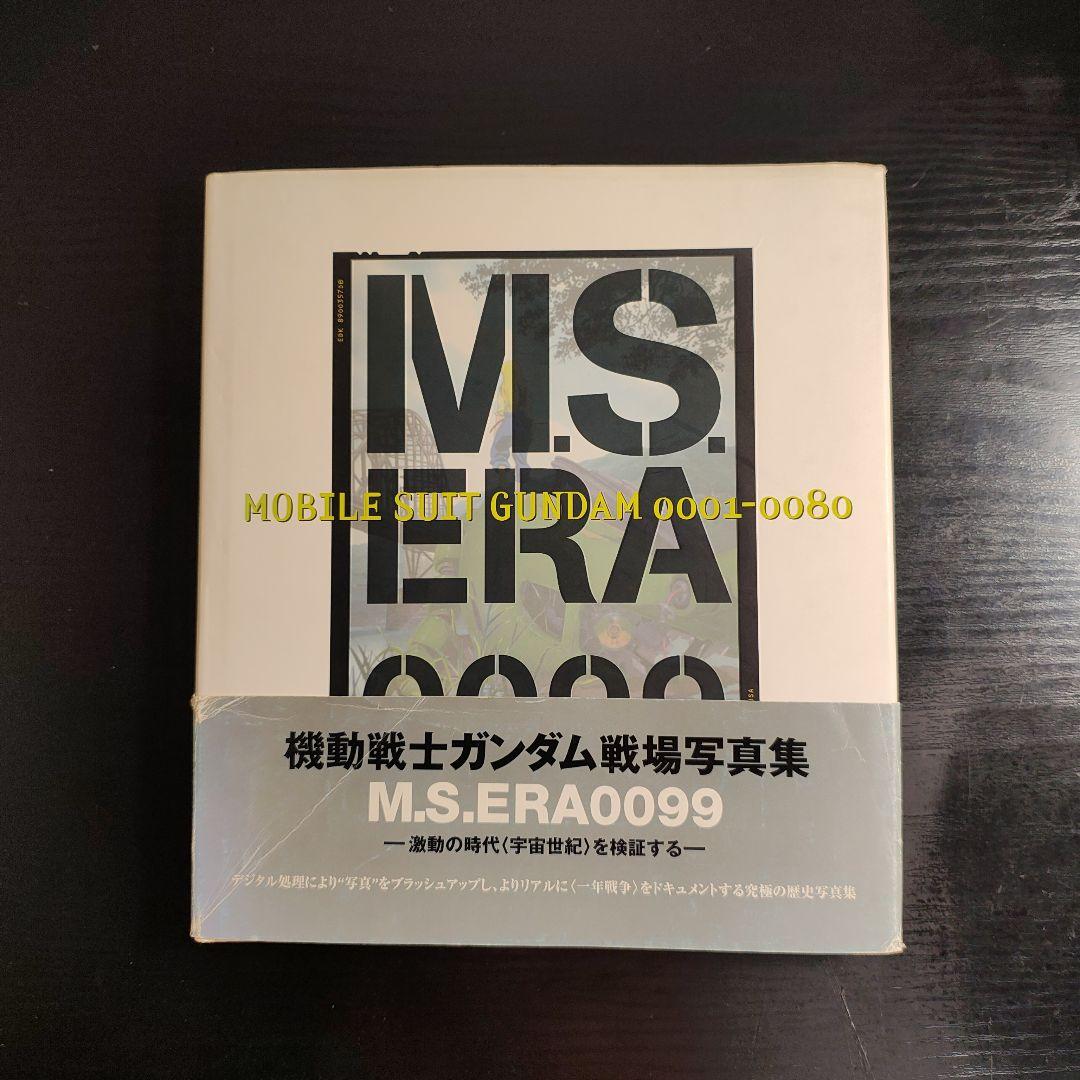 EDK 89003575@
M.S.
ERA
MOBILE SUIT GUNDAM 0001-0080
機動戦士ガンダム戦場写真集
M.S.ERA0099
―激動の時代〈宇宙世紀〉を検証する―
デジタル処理により“写真”をブラッシュアップし、よりリアルに〈一年戦争〉をドキュメントする究極の歴史写真集